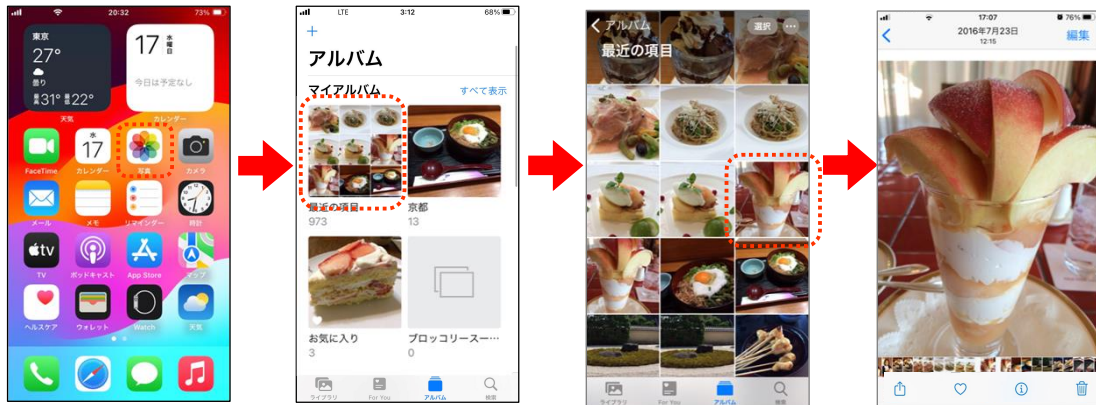 20:32
73%
東京
27°
曇り
最高31° 最低22°
天気
17 水曜日
今日は予定なし
カレンダー
水
17
FaceTime カレンダー 写真 カメラ
メール メモ リマインダー 時計
tv
TV ポッドキャスト App Store マップ
ヘルスケア ウォレット Watch 天気
LTE 3:12 68%
+
アルバム
マイアルバム すべて表示
最近の項目 京都
973 13
お気に入り ブロッコリースー…
3 0
ライブラリ For You アルバム 検索
アルバム 選択 …
最近の項目
ライブラリ For You アルバム 検索
17:07 76%
2016年7月23日
12:15
編集